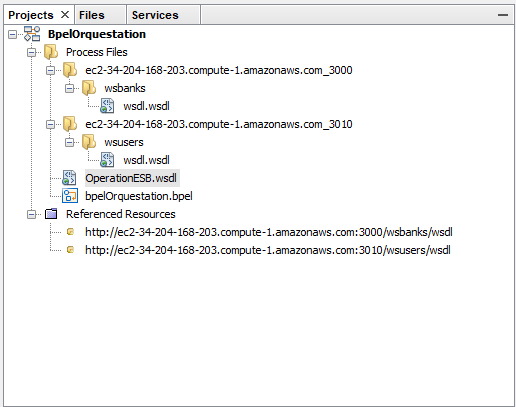 Projects Files Services
BpelOrquestation
Process Files
ec2-34-204-168-203.compute-1.amazonaws.com_3000
wsbanks
wsdl.wsdl
ec2-34-204-168-203.compute-1.amazonaws.com_3010
wsusers
wsdl.wsdl
OperationESB.wsdl
bpelOrquestation.bpel
Referenced Resources
http://ec2-34-204-168-203.compute-1.amazonaws.com:3000/wsbanks/wsdl
http://ec2-34-204-168-203.compute-1.amazonaws.com:3010/wsusers/wsdl